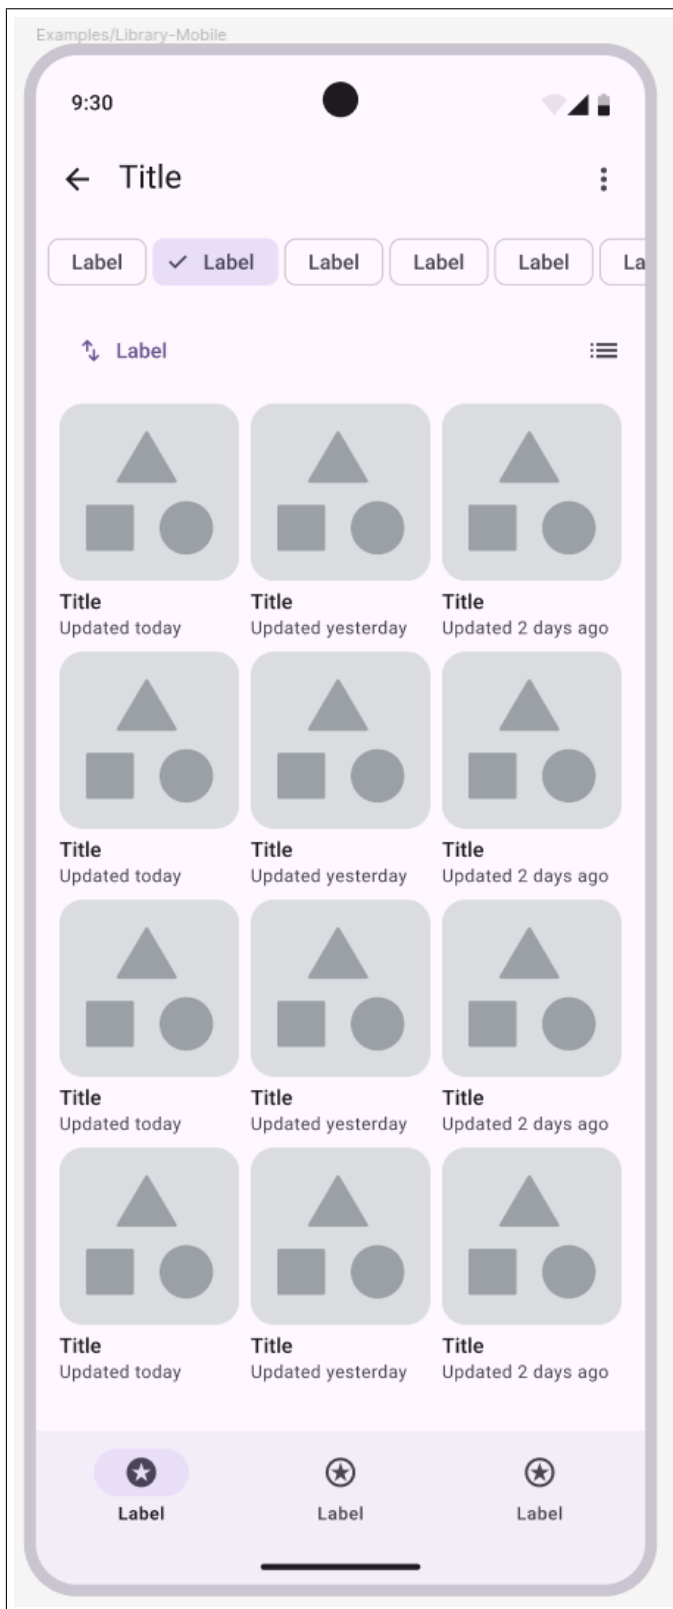 Examples/Library-Mobile
9:30
Title
Label Label Label Label Label La
Label
Title Title Title
Updated today Updated yesterday Updated 2 days ago
Title Title Title
Updated today Updated yesterday Updated 2 days ago
Title Title Title
Updated today Updated yesterday Updated 2 days ago
Title Title Title
Updated today Updated yesterday Updated 2 days ago
Label Label Label